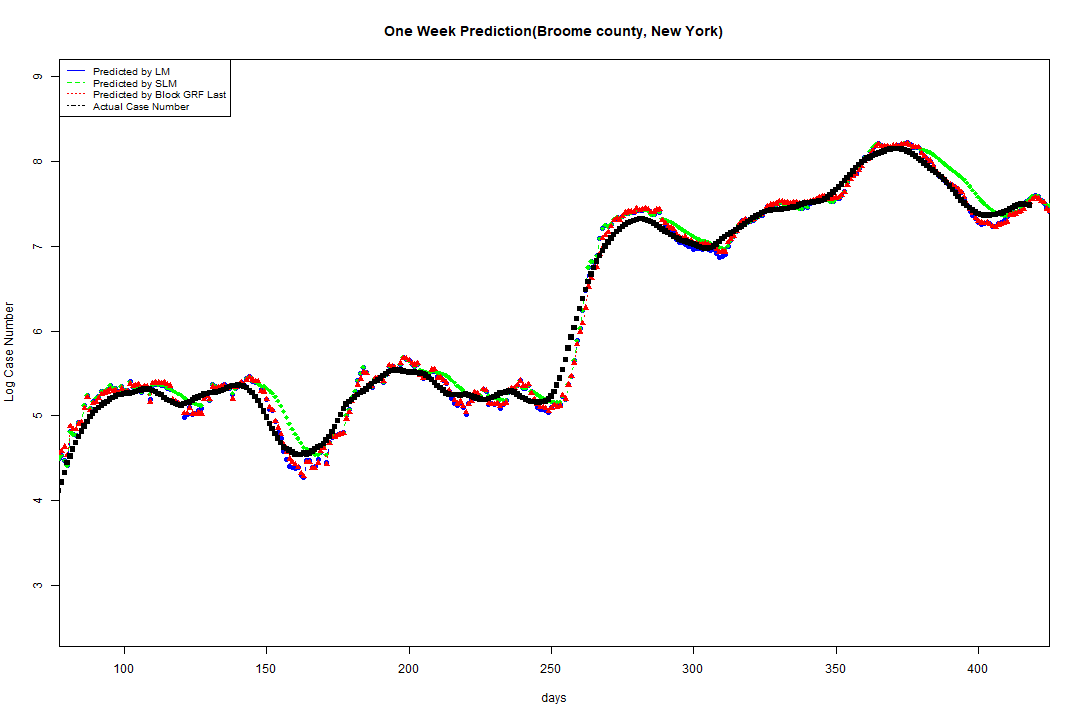 One Week Prediction(Broome county, New York)
Predicted by LM
Predicted by SLM
Predicted by Block GRF Last
Actual Case Number
Log Case Number
9
8
7
6
5
4
3
100 150 200 250 300 350 400
days